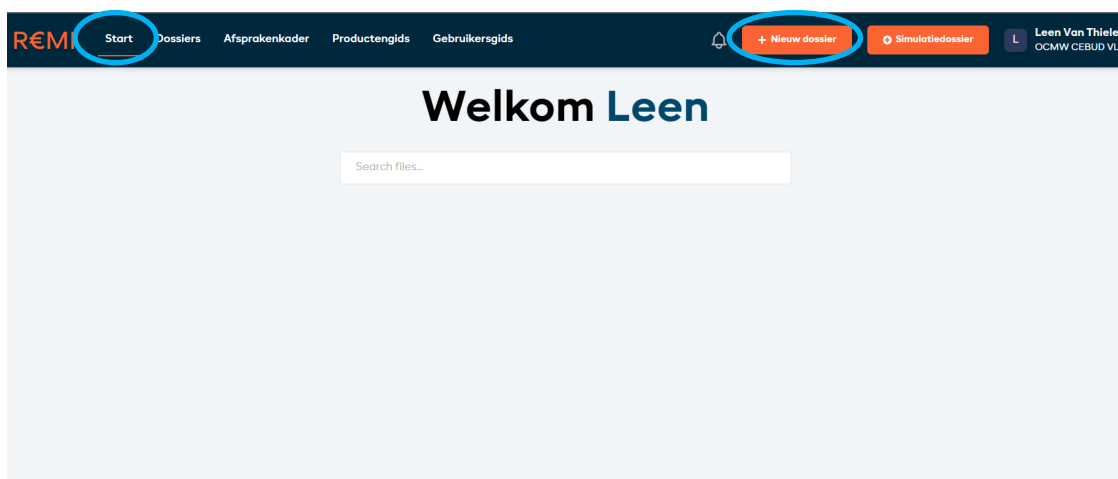 R€MI Start Dossiers Afsprakenkader Productengids Gebruikersgids + Nieuw dossier Simulatiedossier L Leen Van Thiele
OCMW CEBUD VL
Welkom Leen
Search files...